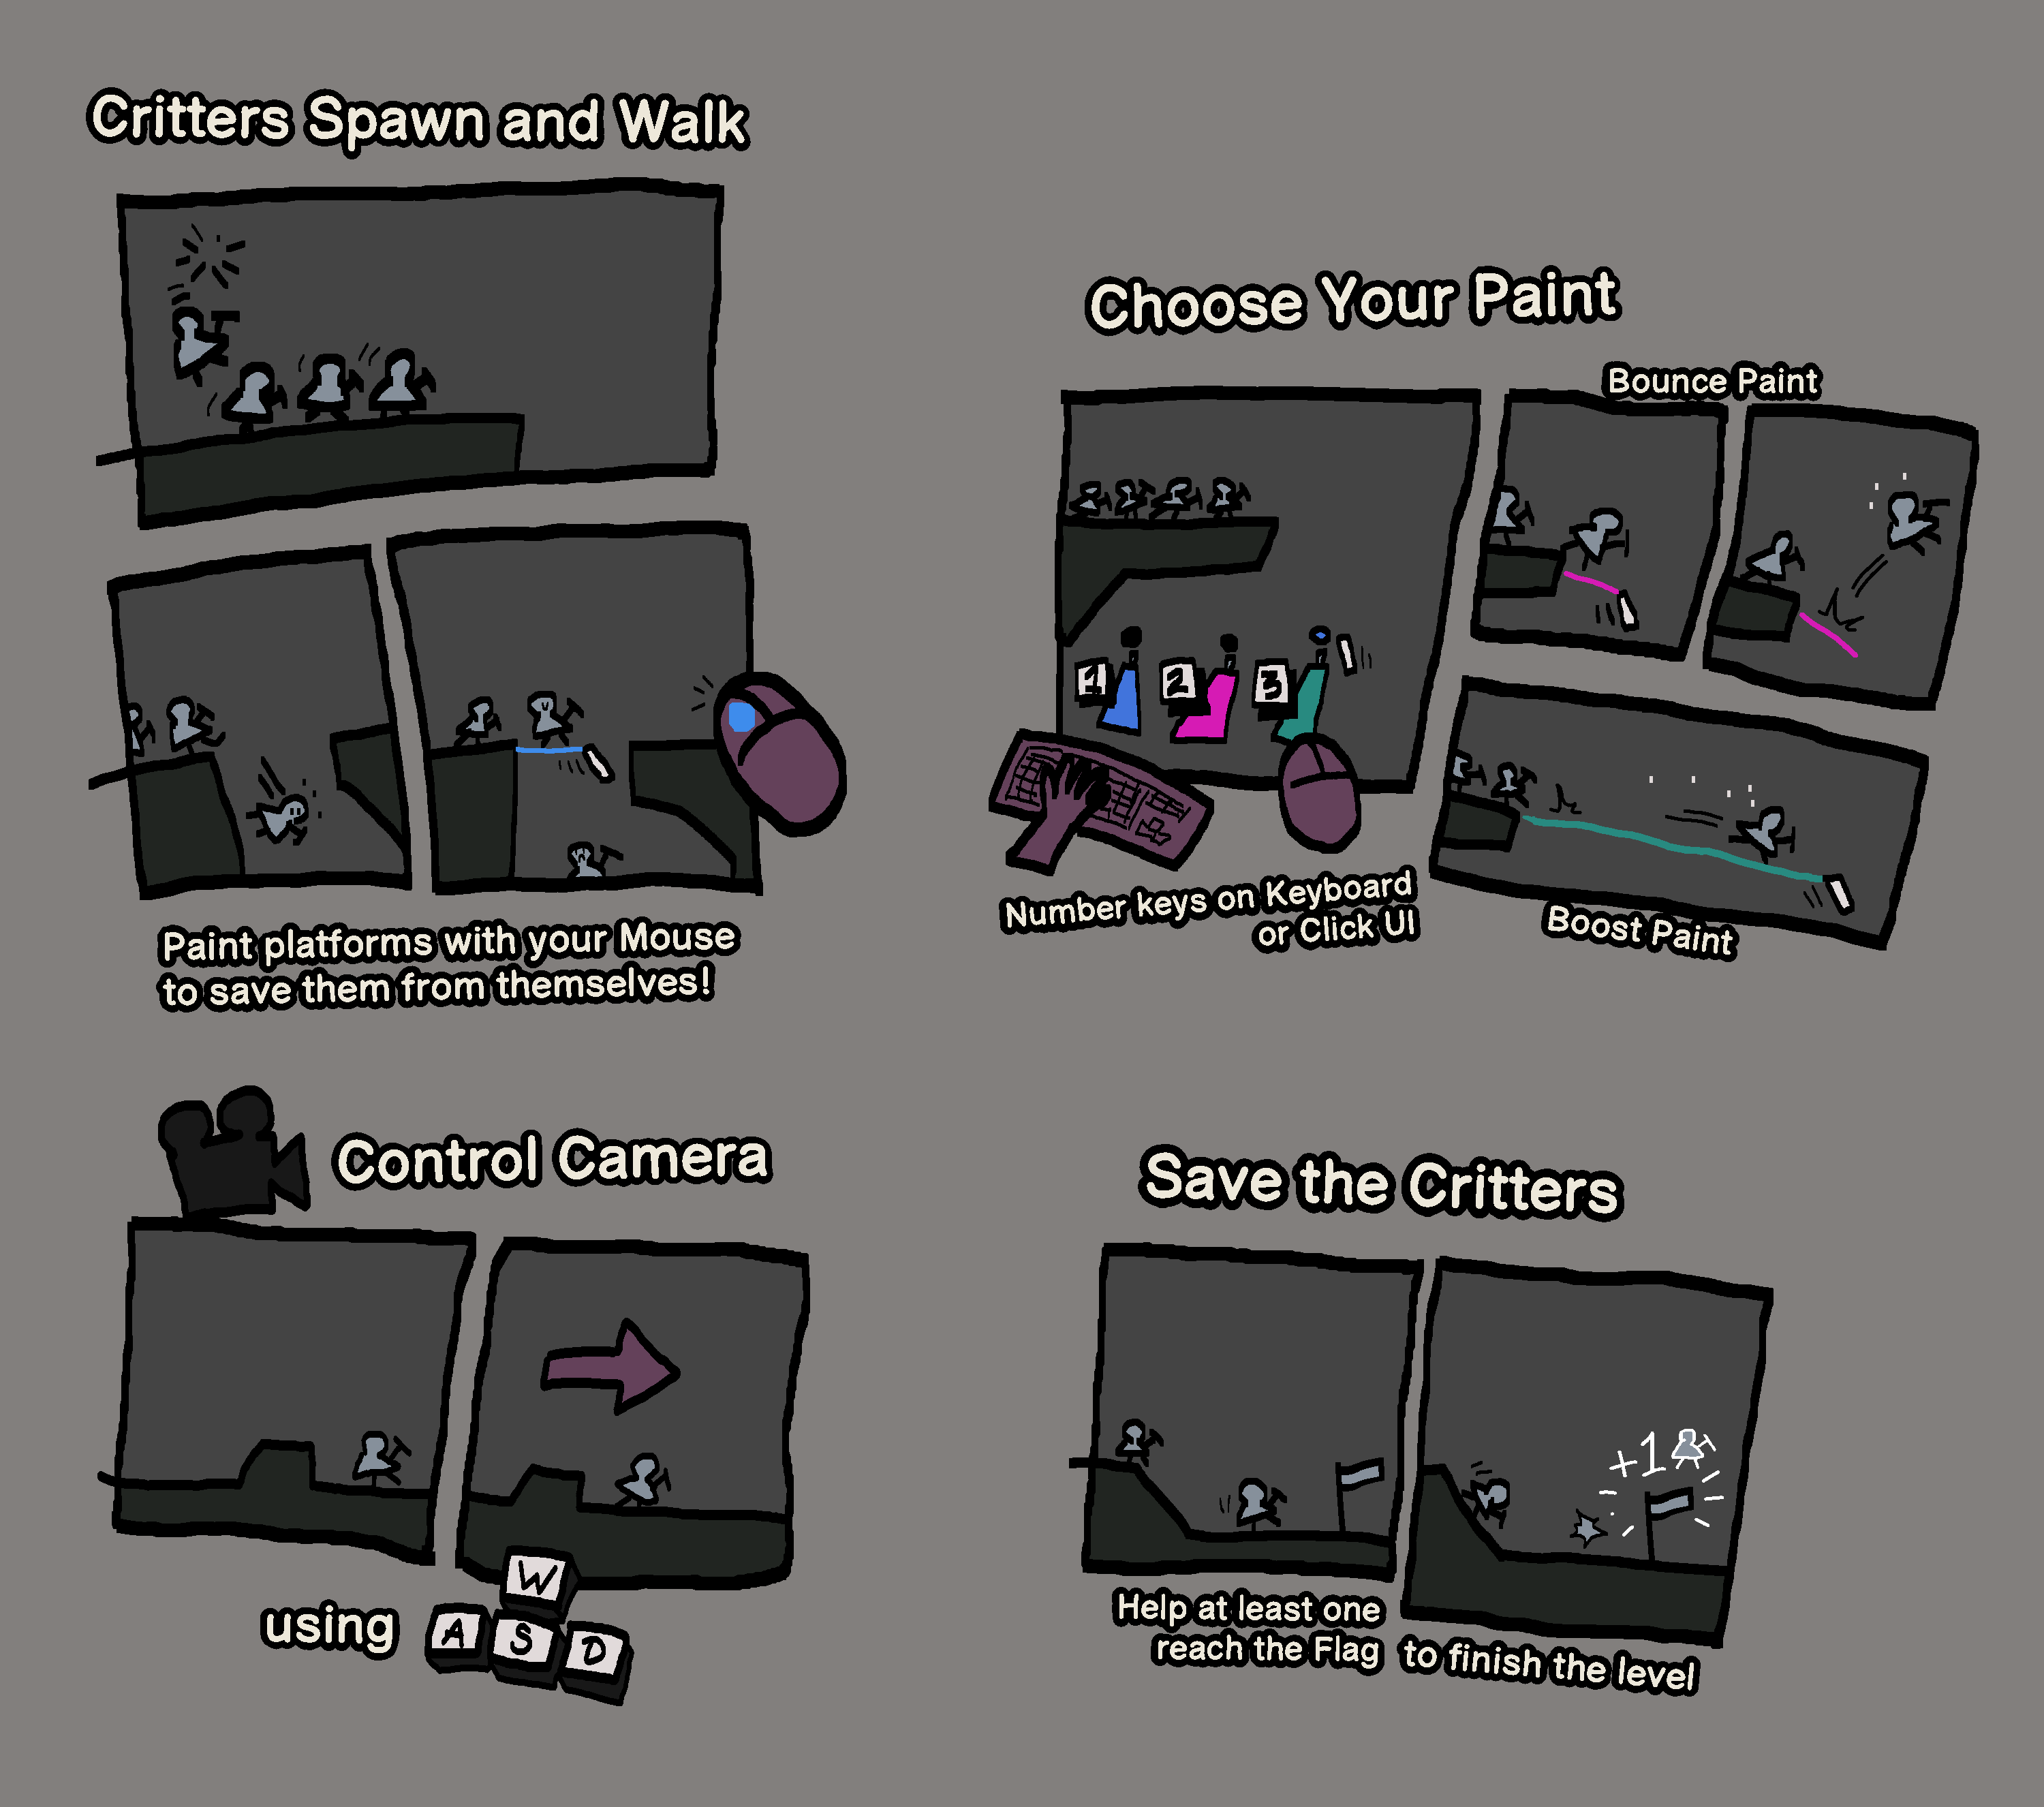 Critters Spawn and Walk
Paint platforms with your Mouse
to save them from themselves!
Choose Your Paint
Bounce Paint
1 2 3
Number keys on Keyboard
or Click UI
Boost Paint
Control Camera
using
W
A S D
Save the Critters
+1
Help at least one
reach the Flag
to finish the level